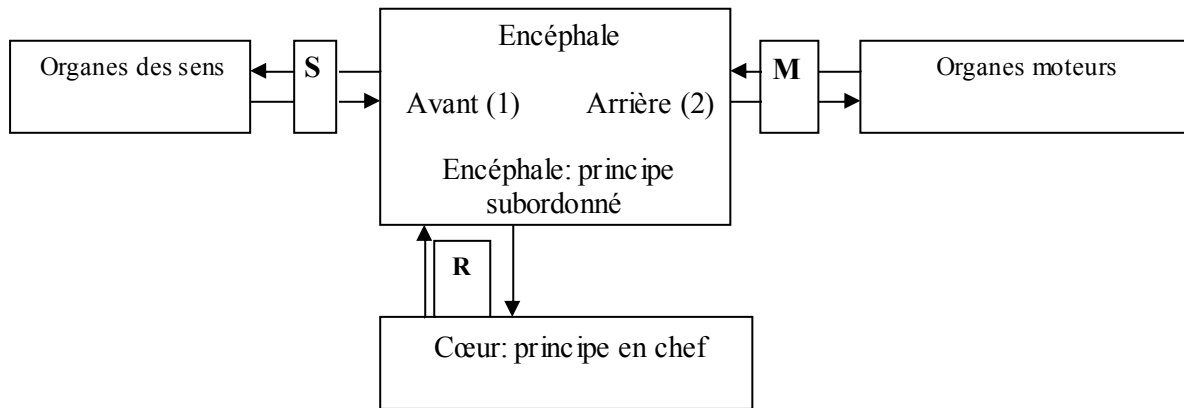 Encéphale
Organes des sens
S
M
Organes moteurs
Avant (1)
Arrière (2)
Encéphale: principe
subordonné
R
Cœur: principe en chef